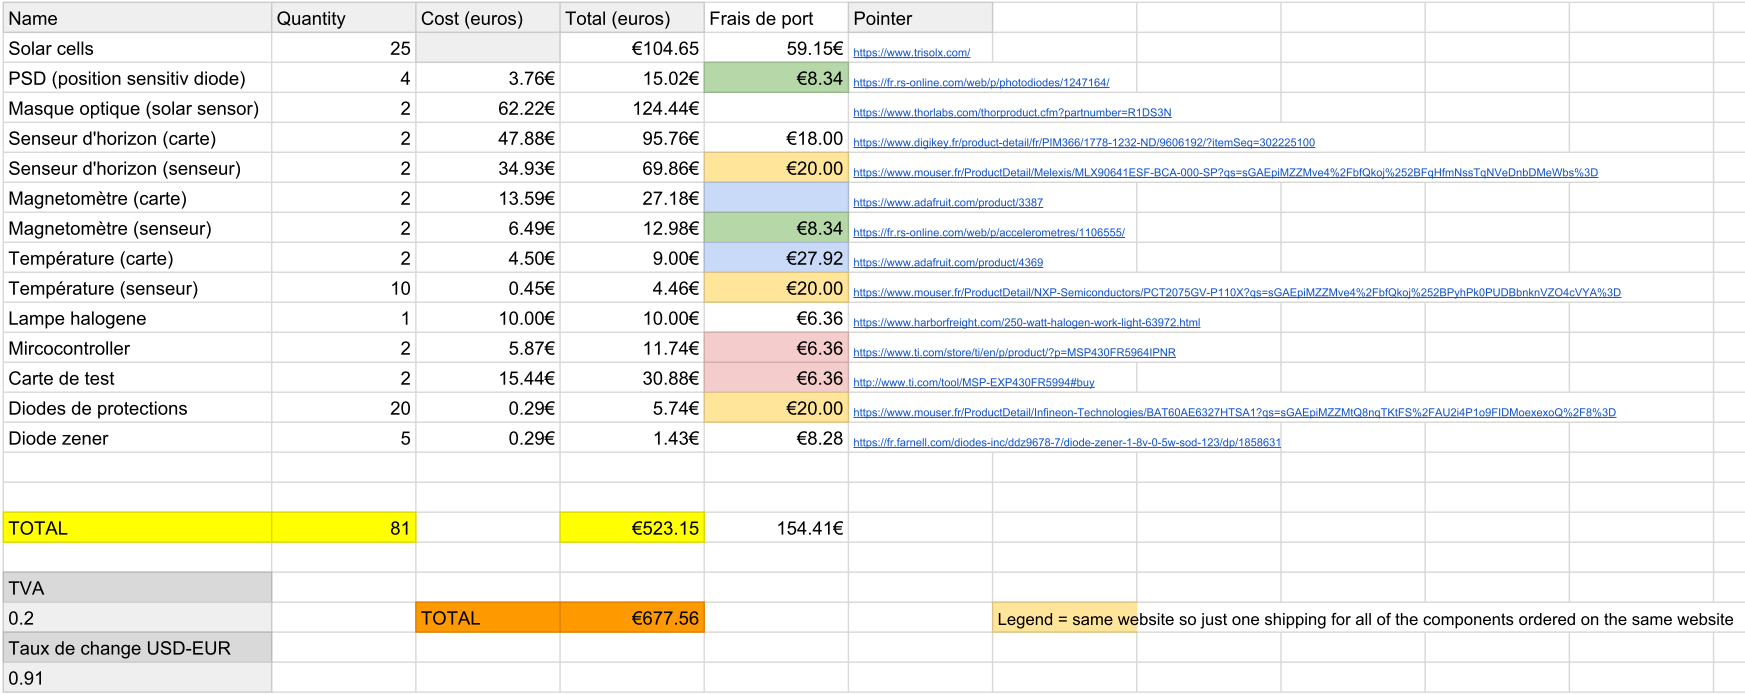 Name Quantity Cost (euros) Total (euros) Frais de port Pointer
Solar cells 25 €104.65 59.15€ https://www.trisolx.com/
PSD (position sensitiv diode) 4 3.76€ 15.02€ €8.34 https://fr.rs-online.com/web/p/photodiodes/1247164/
Masque optique (solar sensor) 2 62.22€ 124.44€ https://www.thorlabs.com/thorproduct.cfm?partnumber=R1DS3N
Senseur d'horizon (carte) 2 47.88€ 95.76€ €18.00 https://www.digikey.fr/product-detail/fr/PIM366/1778-1232-ND/9606192/?itemSeq=302225100
Senseur d'horizon (senseur) 2 34.93€ 69.86€ €20.00 https://www.mouser.fr/ProductDetail/Melexis/MLX90641ESF-BCA-000-SP?qs=sGAEpiMZZMve4%2FbfQkoj%252BFqHfmNssTqNVeDnbDMeWbs%3D
Magnetomètre (carte) 2 13.59€ 27.18€ https://www.adafruit.com/product/3387
Magnetomètre (senseur) 2 6.49€ 12.98€ €8.34 https://fr.rs-online.com/web/p/accelerometres/1106555/
Température (carte) 2 4.50€ 9.00€ €27.92 https://www.adafruit.com/product/4369
Température (senseur) 10 0.45€ 4.46€ €20.00 https://www.mouser.fr/ProductDetail/NXP-Semiconductors/PCT2075GV-P110X?qs=sGAEpiMZZMve4%2FbfQkoj%252BPyhPk0PUDBbnknVZO4cVYA%3D
Lampe halogene 1 10.00€ 10.00€ €6.36 https://www.harborfreight.com/250-watt-halogen-work-light-63972.html
Mircocontroller 2 5.87€ 11.74€ €6.36 https://www.ti.com/store/ti/en/p/product/?p=MSP430FR5964IPNR
Carte de test 2 15.44€ 30.88€ €6.36 http://www.ti.com/tool/MSP-EXP430FR5994#buy
Diodes de protections 20 0.29€ 5.74€ €20.00 https://www.mouser.fr/ProductDetail/Infineon-Technologies/BAT60AE6327HTSA1?qs=sGAEpiMZZMtQ8nqTKtFS%2FAU2i4P1o9FIDMoexexoQ%2F8%3D
Diode zener 5 0.29€ 1.43€ €8.28 https://fr.farnell.com/diodes-inc/ddz9678-7/diode-zener-1-8v-0-5w-sod-123/dp/1858631
TOTAL 81 €523.15 154.41€
TVA
0.2 TOTAL €677.56 Legend = same website so just one shipping for all of the components ordered on the same website
Taux de change USD-EUR
0.91